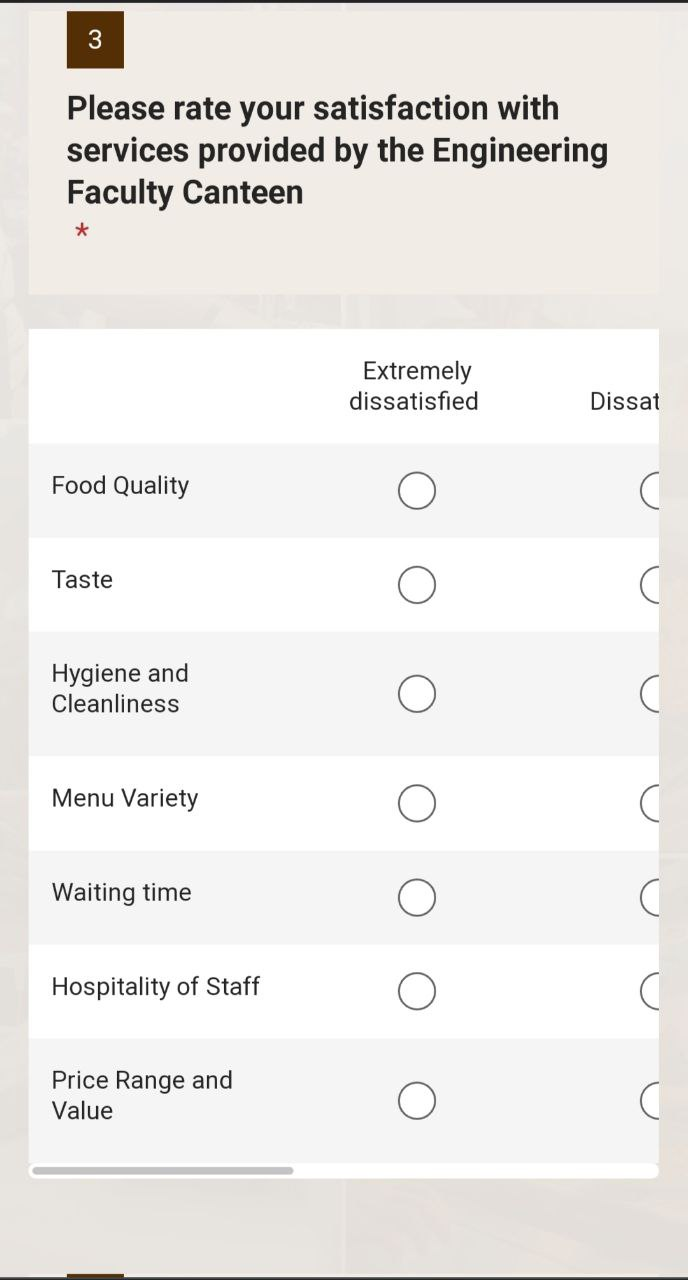 3
Please rate your satisfaction with
services provided by the Engineering
Faculty Canteen
*
Extremely
dissatisfied
Dissat
Food Quality
Taste
Hygiene and
Cleanliness
Menu Variety
Waiting time
Hospitality of Staff
Price Range and
Value